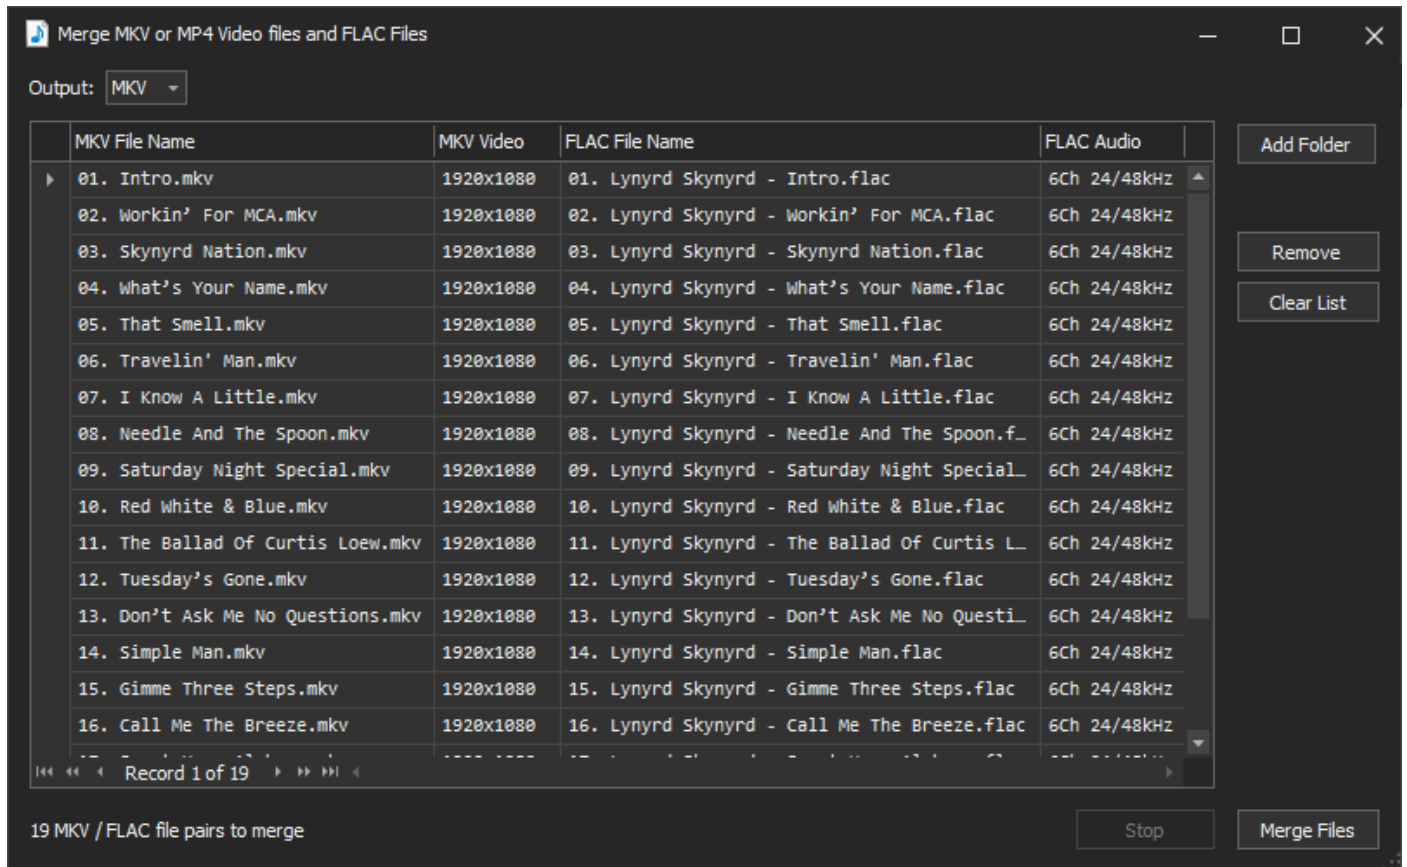 Merge MKV or MP4 Video files and FLAC Files
Output: MKV
MKV File Name MKV Video FLAC File Name FLAC Audio
Add Folder
01. Intro.mkv 1920x1080 01. Lynyrd Skynyrd - Intro.flac 6Ch 24/48kHz
02. Workin’ For MCA.mkv 1920x1080 02. Lynyrd Skynyrd - Workin’ For MCA.flac 6Ch 24/48kHz
03. Skynyrd Nation.mkv 1920x1080 03. Lynyrd Skynyrd - Skynyrd Nation.flac 6Ch 24/48kHz
Remove
04. What’s Your Name.mkv 1920x1080 04. Lynyrd Skynyrd - What’s Your Name.flac 6Ch 24/48kHz
Clear List
05. That Smell.mkv 1920x1080 05. Lynyrd Skynyrd - That Smell.flac 6Ch 24/48kHz
06. Travelin' Man.mkv 1920x1080 06. Lynyrd Skynyrd - Travelin' Man.flac 6Ch 24/48kHz
07. I Know A Little.mkv 1920x1080 07. Lynyrd Skynyrd - I Know A Little.flac 6Ch 24/48kHz
08. Needle And The Spoon.mkv 1920x1080 08. Lynyrd Skynyrd - Needle And The Spoon.f… 6Ch 24/48kHz
09. Saturday Night Special.mkv 1920x1080 09. Lynyrd Skynyrd - Saturday Night Special… 6Ch 24/48kHz
10. Red White & Blue.mkv 1920x1080 10. Lynyrd Skynyrd - Red White & Blue.flac 6Ch 24/48kHz
11. The Ballad Of Curtis Loew.mkv 1920x1080 11. Lynyrd Skynyrd - The Ballad Of Curtis L… 6Ch 24/48kHz
12. Tuesday’s Gone.mkv 1920x1080 12. Lynyrd Skynyrd - Tuesday’s Gone.flac 6Ch 24/48kHz
13. Don’t Ask Me No Questions.mkv 1920x1080 13. Lynyrd Skynyrd - Don’t Ask Me No Questi… 6Ch 24/48kHz
14. Simple Man.mkv 1920x1080 14. Lynyrd Skynyrd - Simple Man.flac 6Ch 24/48kHz
15. Gimme Three Steps.mkv 1920x1080 15. Lynyrd Skynyrd - Gimme Three Steps.flac 6Ch 24/48kHz
16. Call Me The Breeze.mkv 1920x1080 16. Lynyrd Skynyrd - Call Me The Breeze.flac 6Ch 24/48kHz
Record 1 of 19
19 MKV / FLAC file pairs to merge
Stop
Merge Files